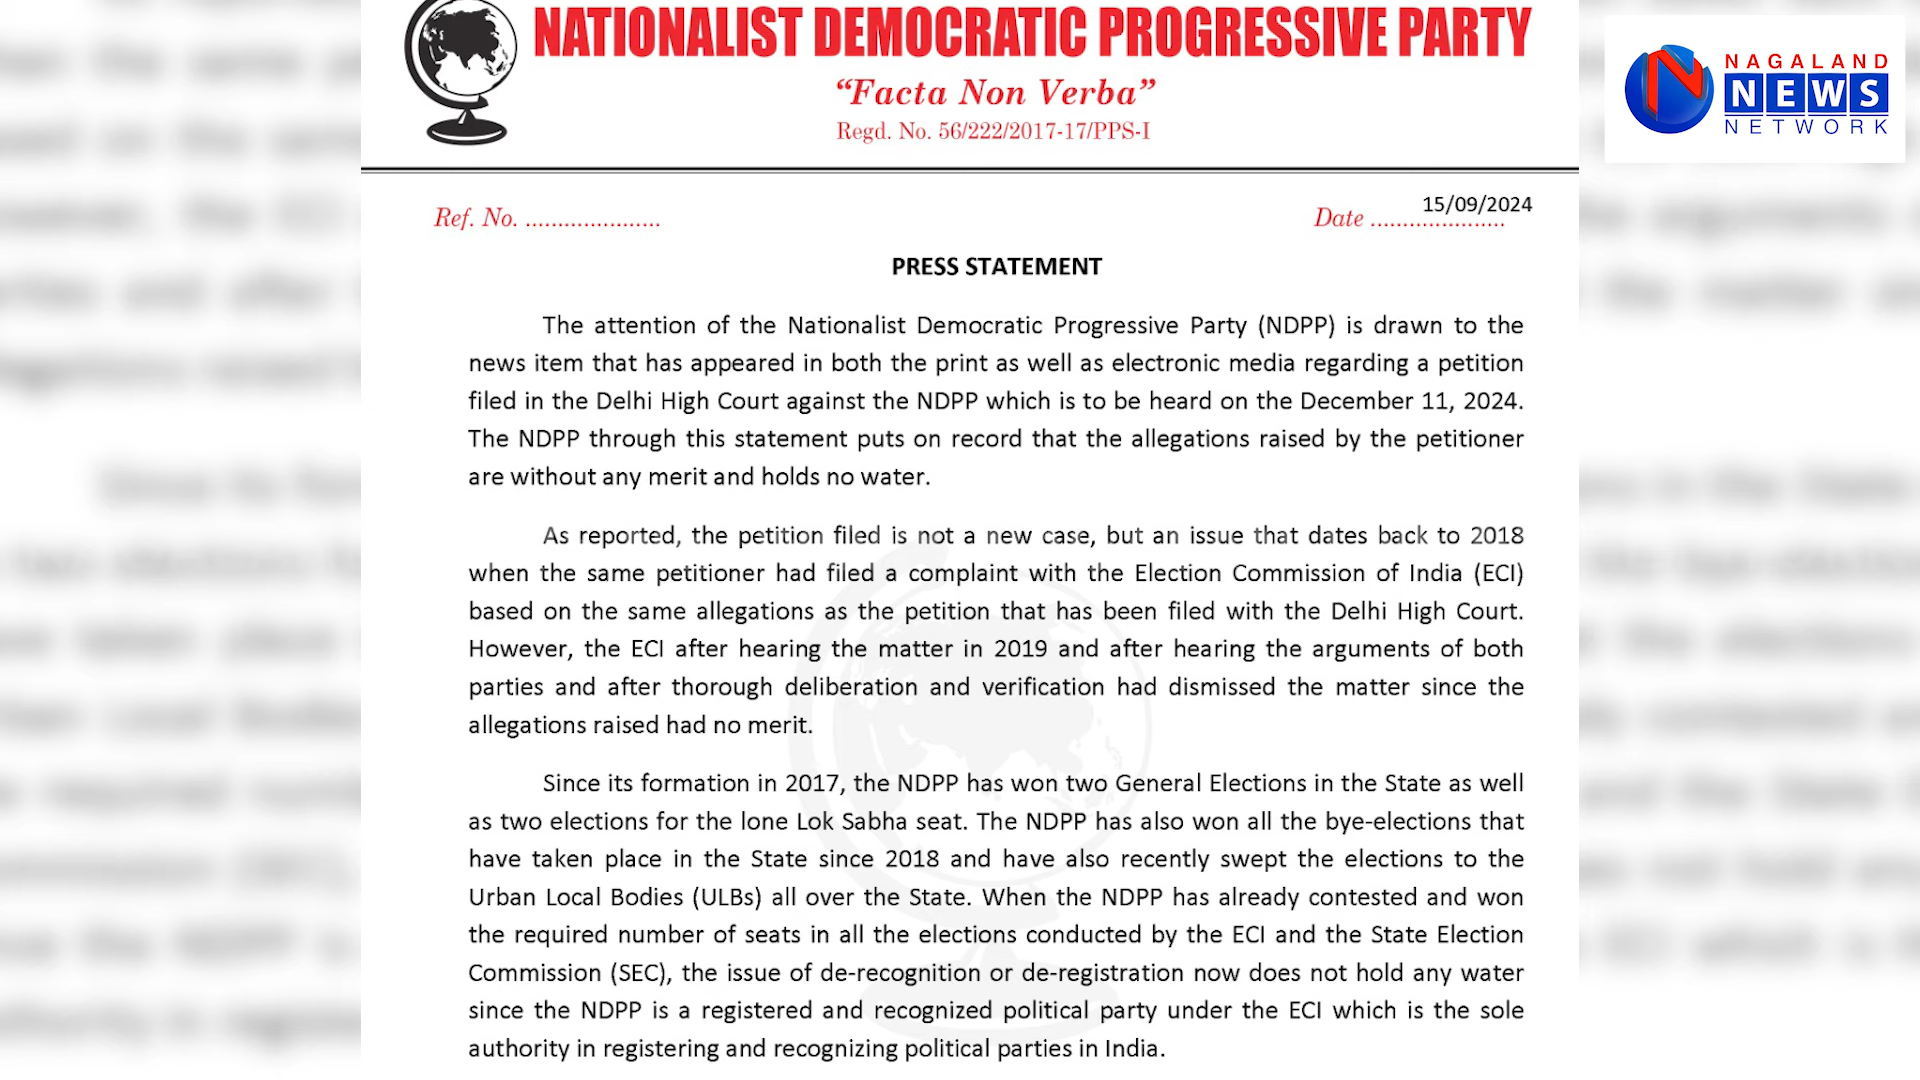 NATIONALIST DEMOCRATIC PROGRESSIVE PARTY
“Facta Non Verba”
Regd. No. 56/222/2017-17/PPS-I
NAGALAND
NEWS
NETWORK
Ref. No. .....................
Date .....................
15/09/2024
PRESS STATEMENT
The attention of the Nationalist Democratic Progressive Party (NDPP) is drawn to the
news item that has appeared in both the print as well as electronic media regarding a petition
filed in the Delhi High Court against the NDPP which is to be heard on the December 11, 2024.
The NDPP through this statement puts on record that the allegations raised by the petitioner
are without any merit and holds no water.
As reported, the petition filed is not a new case, but an issue that dates back to 2018
when the same petitioner had filed a complaint with the Election Commission of India (ECI)
based on the same allegations as the petition that has been filed with the Delhi High Court.
However, the ECI after hearing the matter in 2019 and after hearing the arguments of both
parties and after thorough deliberation and verification had dismissed the matter since the
allegations raised had no merit.
Since its formation in 2017, the NDPP has won two General Elections in the State as well
as two elections for the lone Lok Sabha seat. The NDPP has also won all the bye-elections that
have taken place in the State since 2018 and have also recently swept the elections to the
Urban Local Bodies (ULBs) all over the State. When the NDPP has already contested and won
the required number of seats in all the elections conducted by the ECI and the State Election
Commission (SEC), the issue of de-recognition or de-registration now does not hold any water
since the NDPP is a registered and recognized political party under the ECI which is the sole
authority in registering and recognizing political parties in India.